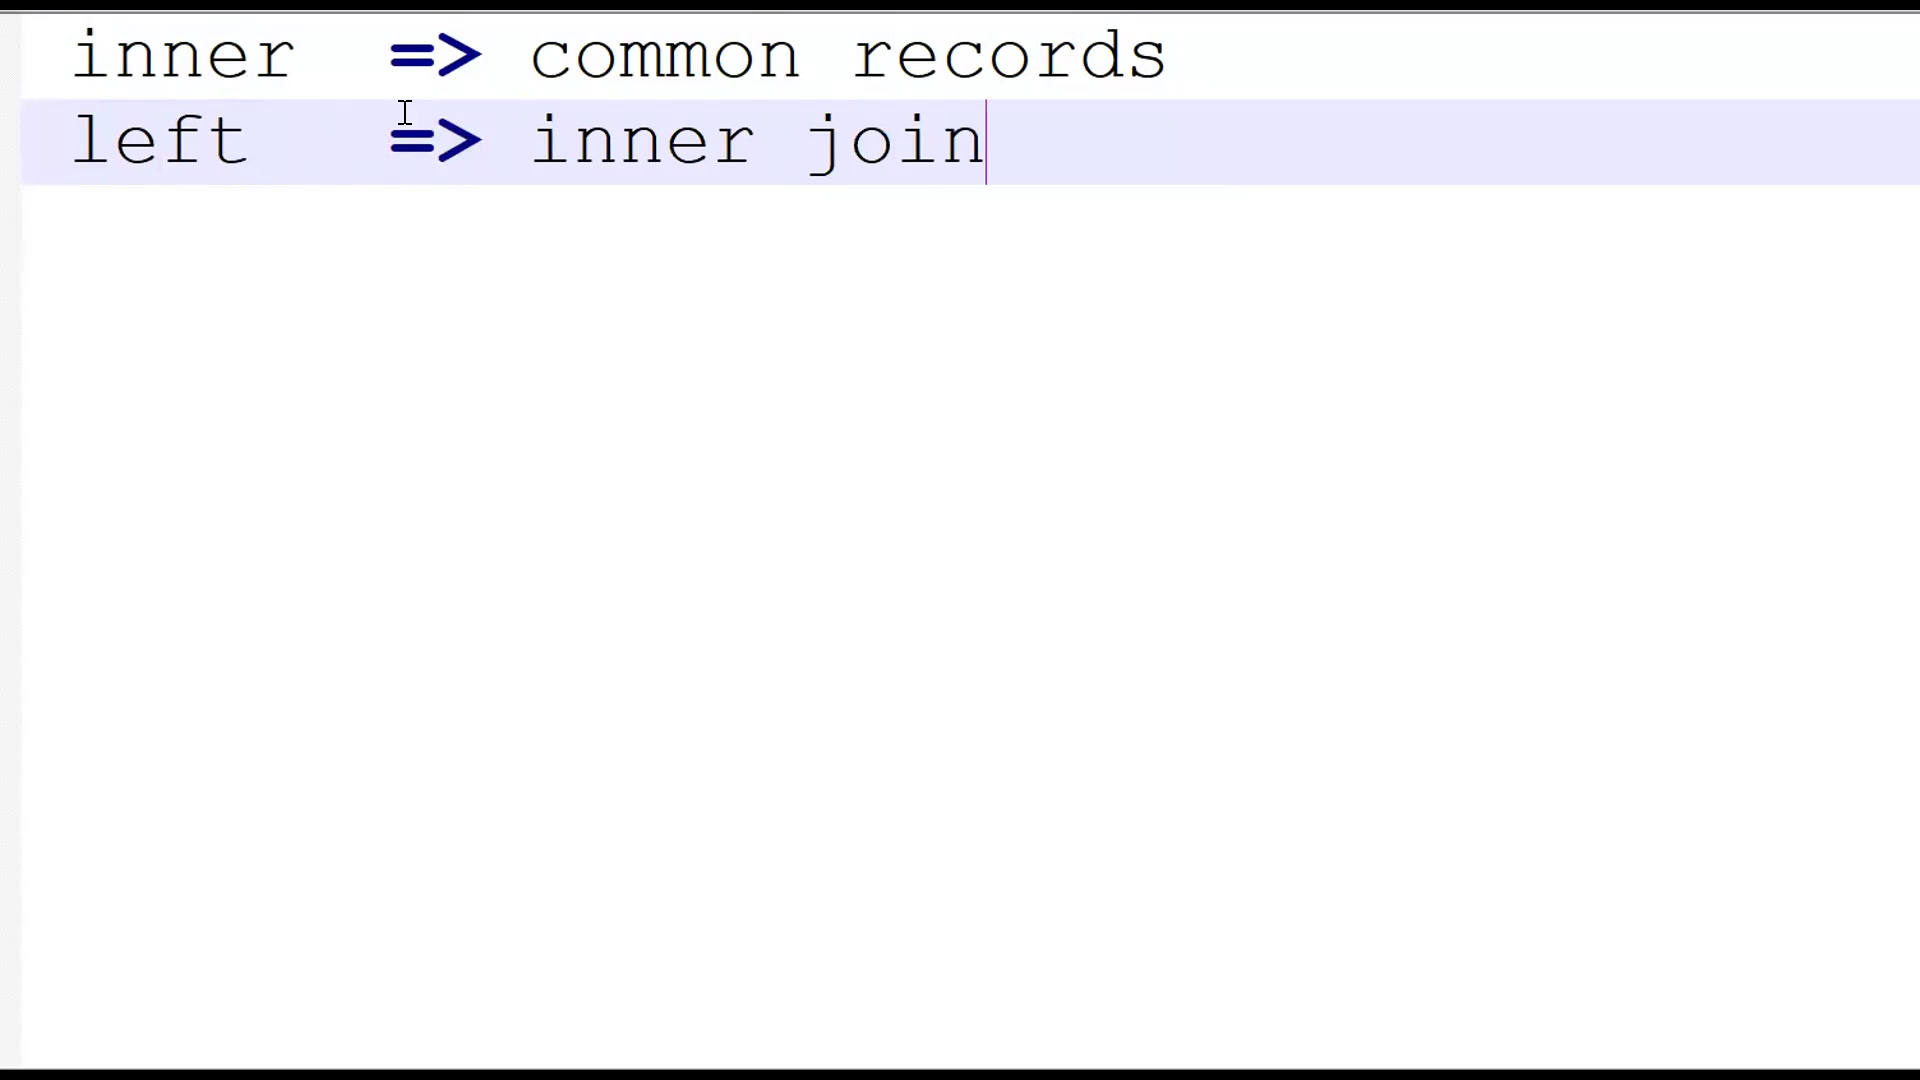 inner => common records
left => inner join